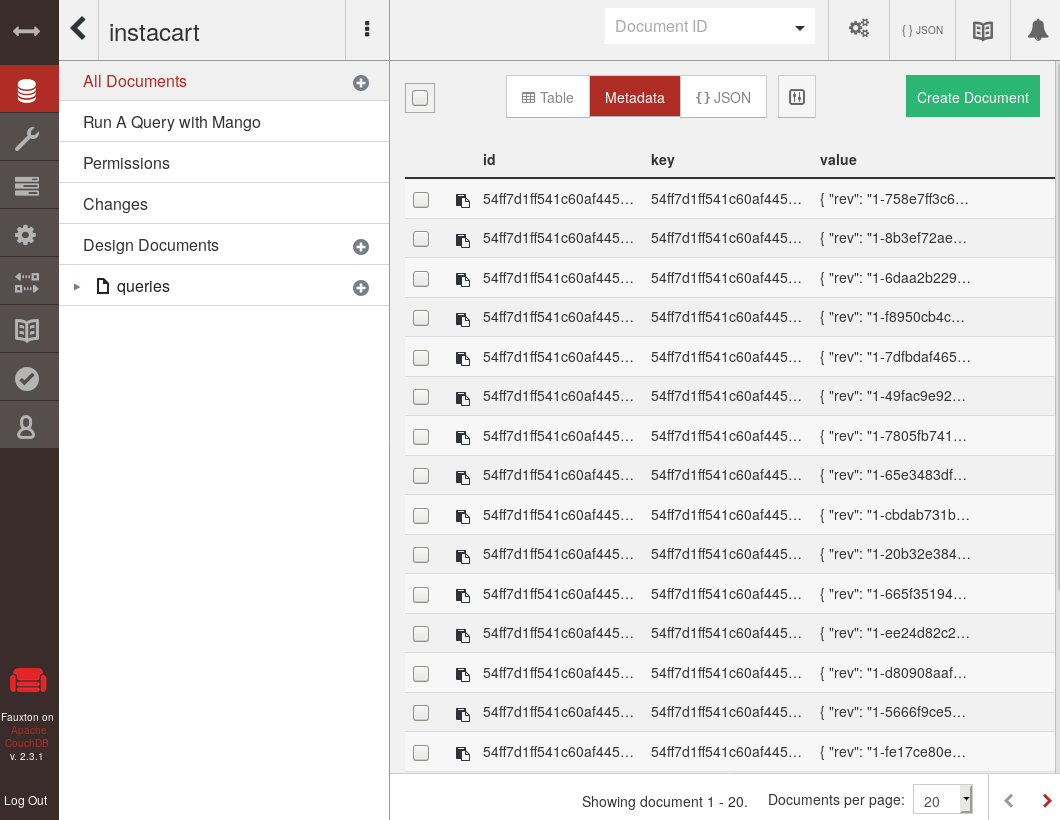 instacart
Document ID
{ } JSON
All Documents
Run A Query with Mango
Permissions
Changes
Design Documents
queries
Table
Metadata
{ } JSON
Create Document
id key value
54ff7d1ff541c60af445... 54ff7d1ff541c60af445... { "rev": "1-758e7ff3c6...
54ff7d1ff541c60af445... 54ff7d1ff541c60af445... { "rev": "1-8b3ef72ae...
54ff7d1ff541c60af445... 54ff7d1ff541c60af445... { "rev": "1-6daa2b229...
54ff7d1ff541c60af445... 54ff7d1ff541c60af445... { "rev": "1-f8950cb4c...
54ff7d1ff541c60af445... 54ff7d1ff541c60af445... { "rev": "1-7dfbdaf465...
54ff7d1ff541c60af445... 54ff7d1ff541c60af445... { "rev": "1-49fac9e92...
54ff7d1ff541c60af445... 54ff7d1ff541c60af445... { "rev": "1-7805fb741...
54ff7d1ff541c60af445... 54ff7d1ff541c60af445... { "rev": "1-65e3483df...
54ff7d1ff541c60af445... 54ff7d1ff541c60af445... { "rev": "1-cbdab731b...
54ff7d1ff541c60af445... 54ff7d1ff541c60af445... { "rev": "1-20b32e384...
54ff7d1ff541c60af445... 54ff7d1ff541c60af445... { "rev": "1-665f35194...
54ff7d1ff541c60af445... 54ff7d1ff541c60af445... { "rev": "1-ee24d82c2...
54ff7d1ff541c60af445... 54ff7d1ff541c60af445... { "rev": "1-d80908aaf...
54ff7d1ff541c60af445... 54ff7d1ff541c60af445... { "rev": "1-5666f9ce5...
54ff7d1ff541c60af445... 54ff7d1ff541c60af445... { "rev": "1-fe17ce80e...
Fauxton on
Apache
CouchDB
v. 2.3.1
Log Out
Showing document 1 - 20. Documents per page: 20